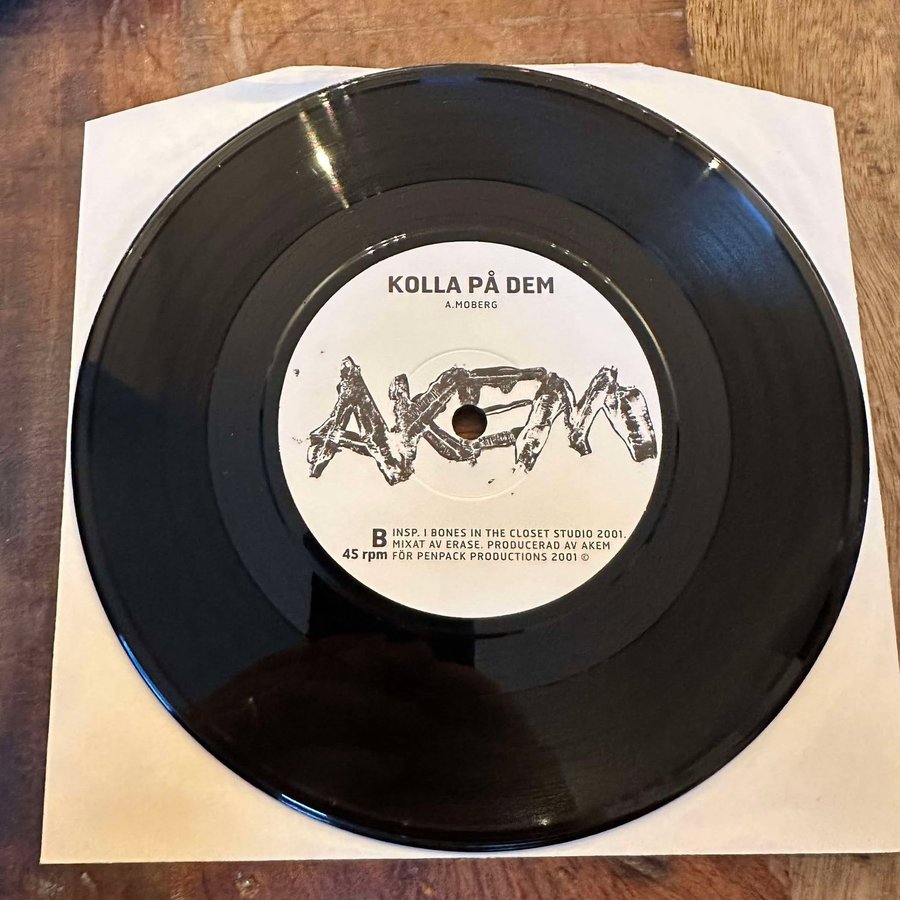 KOLLA PÅ DEM
A.MOBERG
AKEM
B INSP. I BONES IN THE CLOSET STUDIO 2001.
MIXAT AV ERASE. PRODUCERAD AV AKEM
45 rpm FÖR PENPACK PRODUCTIONS 2001 ©